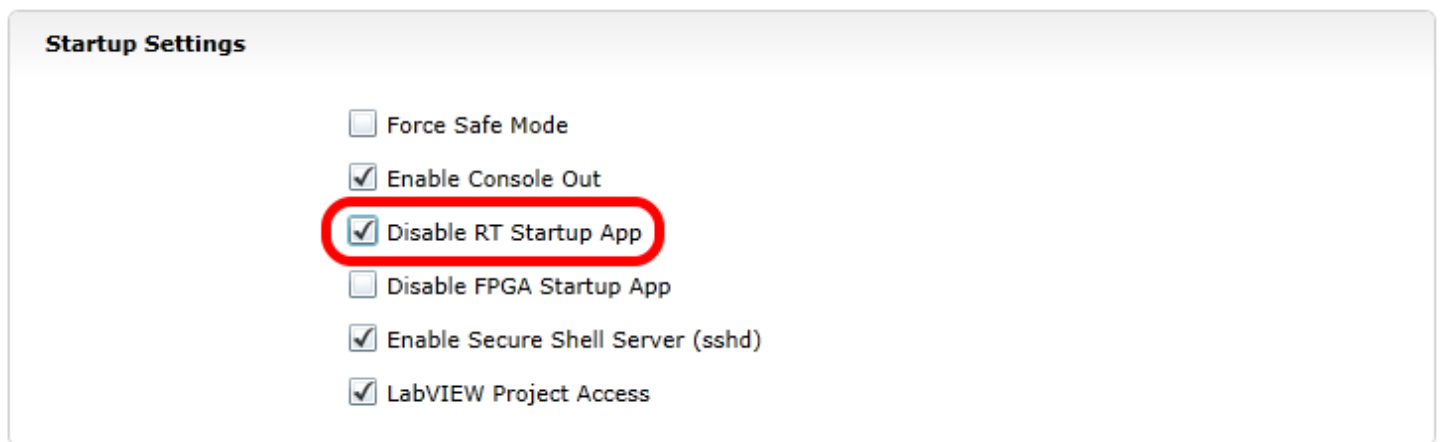 Startup Settings
Force Safe Mode
Enable Console Out
Disable RT Startup App
Disable FPGA Startup App
Enable Secure Shell Server (sshd)
LabVIEW Project Access